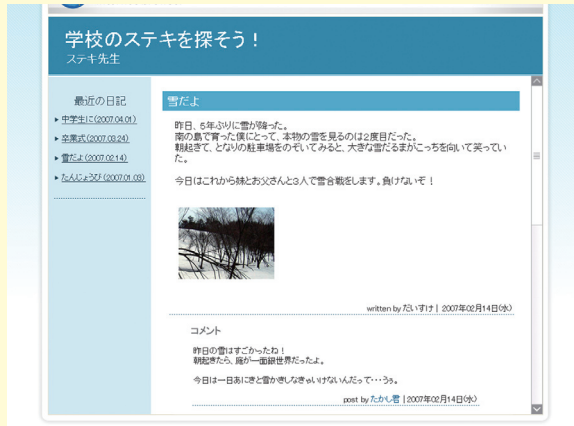 学校のステキを探そう!
ステキ先生
最近の日記
中学生に(2007.04.01)
卒業式(2007.03.24)
雪だよ(2007.02.14)
たんじょうび(2007.01.03)
雪だよ
昨日、5年ぶりに雪が降った。
南の島で育った僕にとって、本物の雪を見るのは2度目だった。
朝起きて、となりの駐車場をのぞいてみると、大きな雪だるまがこっちを向いて笑ってい
た。
今日はこれから妹とお父さんと3人で雪合戦をします。負けないぞ!
written by だいすけ | 2007年02月14日(水)
コメント
昨日の雪はすごかったね!
朝起きたら、庭が一面銀世界だったよ。
今日は一日あにきと雪かきしなきゃいけないんだって・・・うぅ。
post by たかし君 | 2007年02月14日(水)